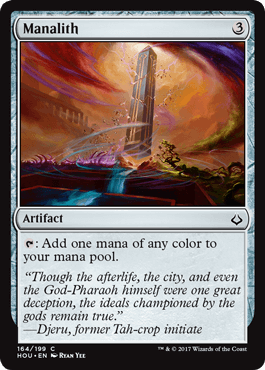 Manalith 3
Artifact
: Add one mana of any color to
your mana pool.
“Though the afterlife, the city, and even
the God-Pharaoh himself were one great
deception, the ideals championed by the
gods remain true.”
—Djeru, former Tah-crop initiate
164/199 C
HOU • EN Ryan Yee
™ & © 2017 Wizards of the Coast